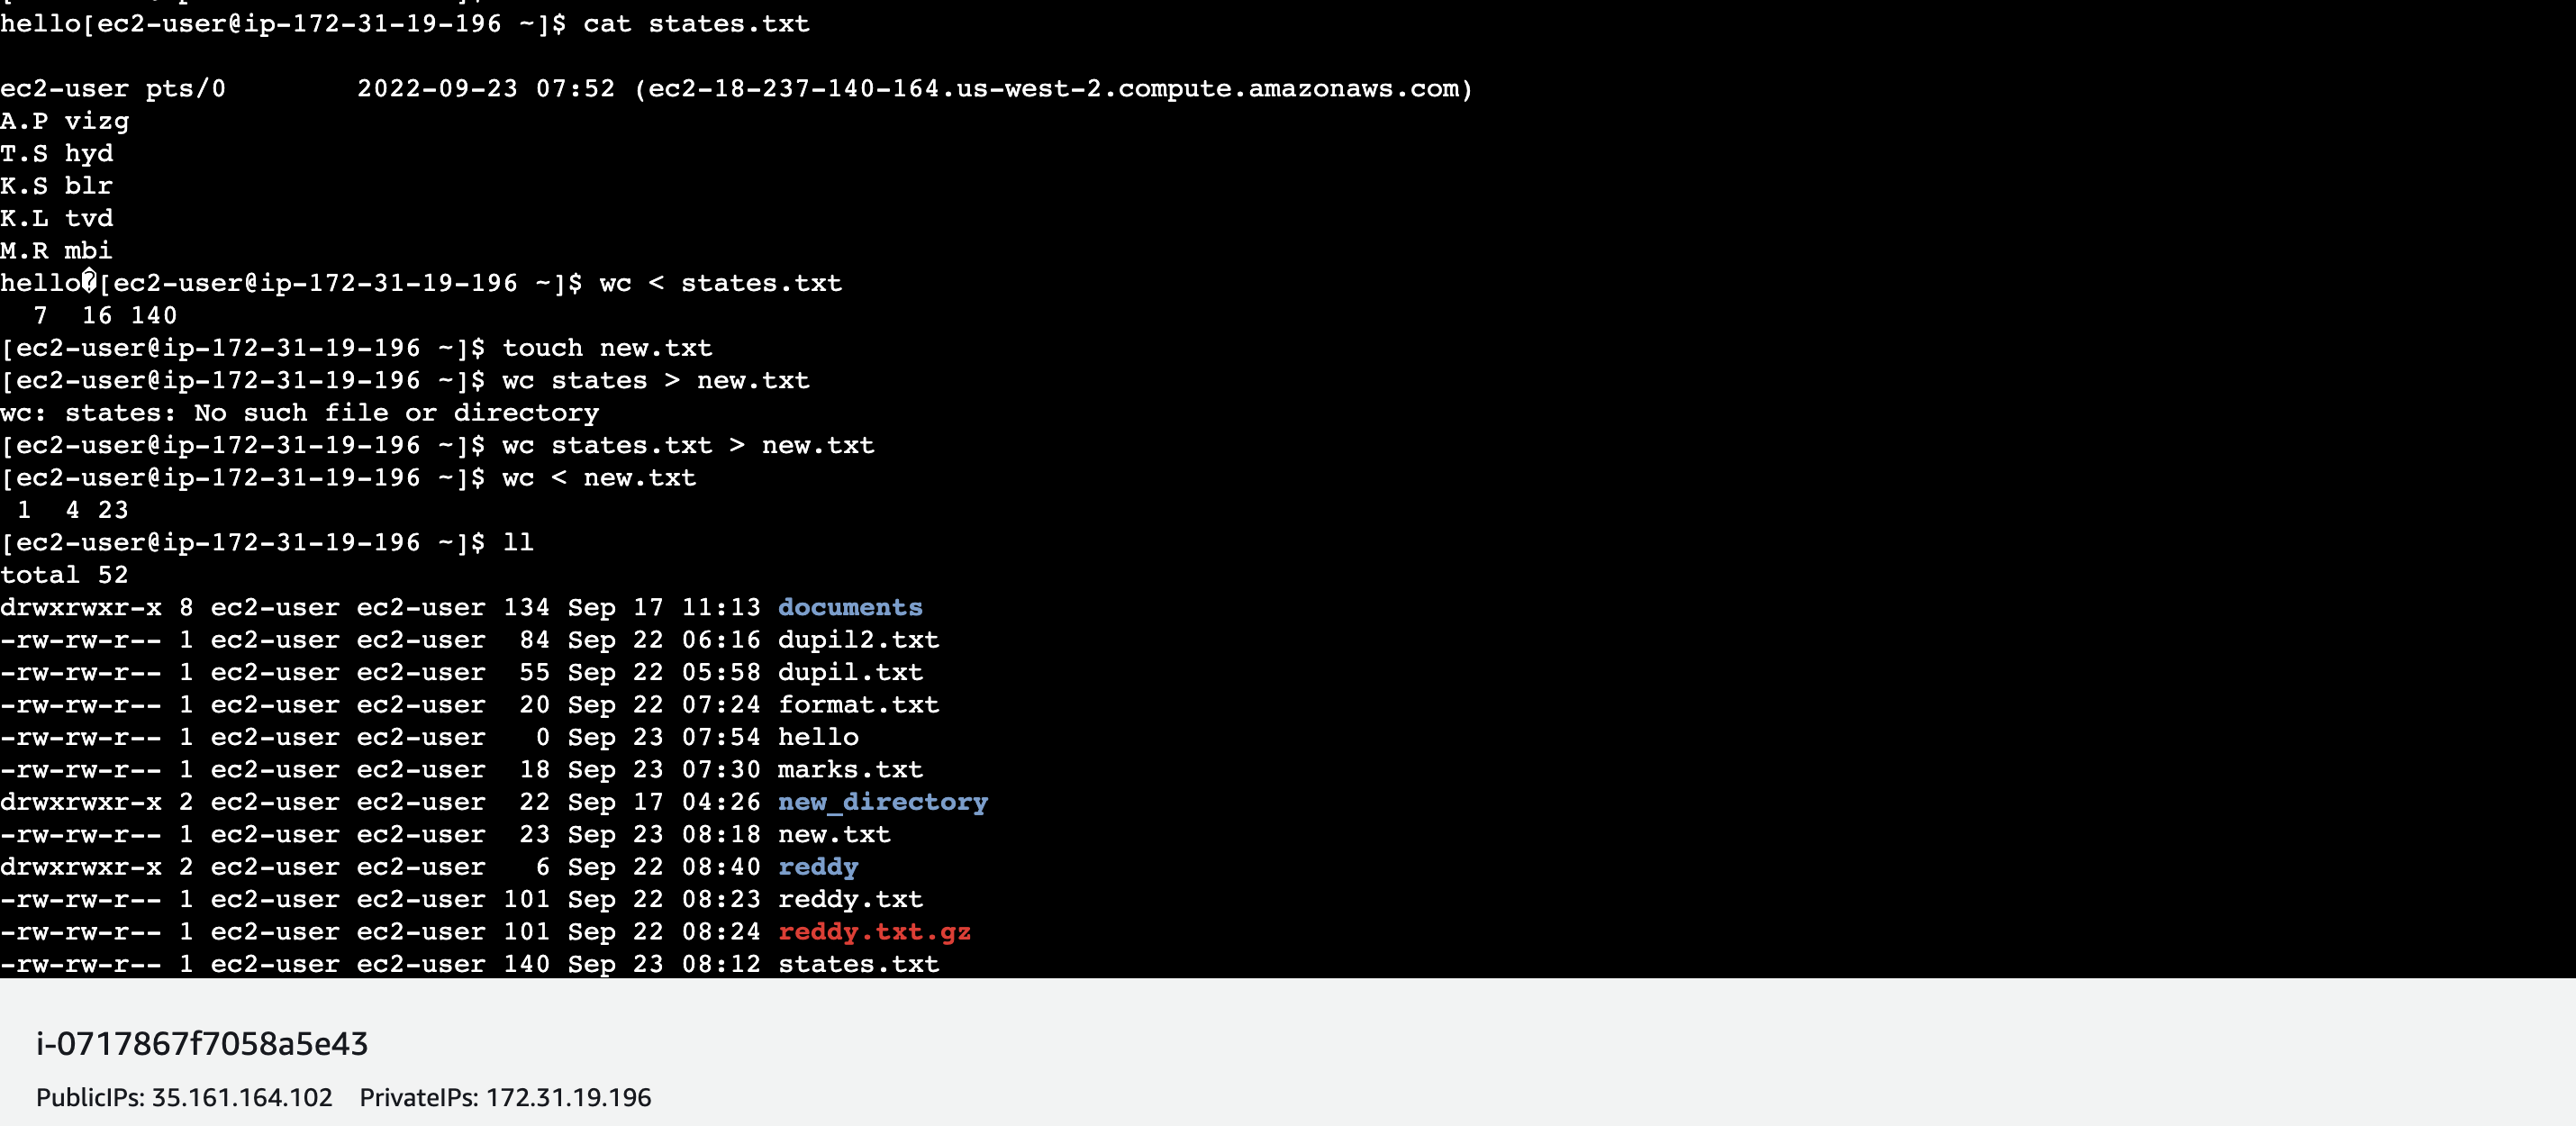 hello[ec2-user@ip-172-31-19-196 ~]$ cat states.txt
ec2-user pts/0        2022-09-23 07:52 (ec2-18-237-140-164.us-west-2.compute.amazonaws.com)
A.P vizg
T.S hyd
K.S blr
K.L tvd
M.R mbi
hello�[ec2-user@ip-172-31-19-196 ~]$ wc < states.txt
  7  16 140
[ec2-user@ip-172-31-19-196 ~]$ touch new.txt
[ec2-user@ip-172-31-19-196 ~]$ wc states > new.txt
wc: states: No such file or directory
[ec2-user@ip-172-31-19-196 ~]$ wc states.txt > new.txt
[ec2-user@ip-172-31-19-196 ~]$ wc < new.txt
 1  4 23
[ec2-user@ip-172-31-19-196 ~]$ ll
total 52
drwxrwxr-x 8 ec2-user ec2-user 134 Sep 17 11:13 documents
-rw-rw-r-- 1 ec2-user ec2-user  84 Sep 22 06:16 dupil2.txt
-rw-rw-r-- 1 ec2-user ec2-user  55 Sep 22 05:58 dupil.txt
-rw-rw-r-- 1 ec2-user ec2-user  20 Sep 22 07:24 format.txt
-rw-rw-r-- 1 ec2-user ec2-user   0 Sep 23 07:54 hello
-rw-rw-r-- 1 ec2-user ec2-user  18 Sep 23 07:30 marks.txt
drwxrwxr-x 2 ec2-user ec2-user  22 Sep 17 04:26 new_directory
-rw-rw-r-- 1 ec2-user ec2-user  23 Sep 23 08:18 new.txt
drwxrwxr-x 2 ec2-user ec2-user   6 Sep 22 08:40 reddy
-rw-rw-r-- 1 ec2-user ec2-user 101 Sep 22 08:23 reddy.txt
-rw-rw-r-- 1 ec2-user ec2-user 101 Sep 22 08:24 reddy.txt.gz
-rw-rw-r-- 1 ec2-user ec2-user 140 Sep 23 08:12 states.txt
i-0717867f7058a5e43
PublicIPs: 35.161.164.102    PrivateIPs: 172.31.19.196